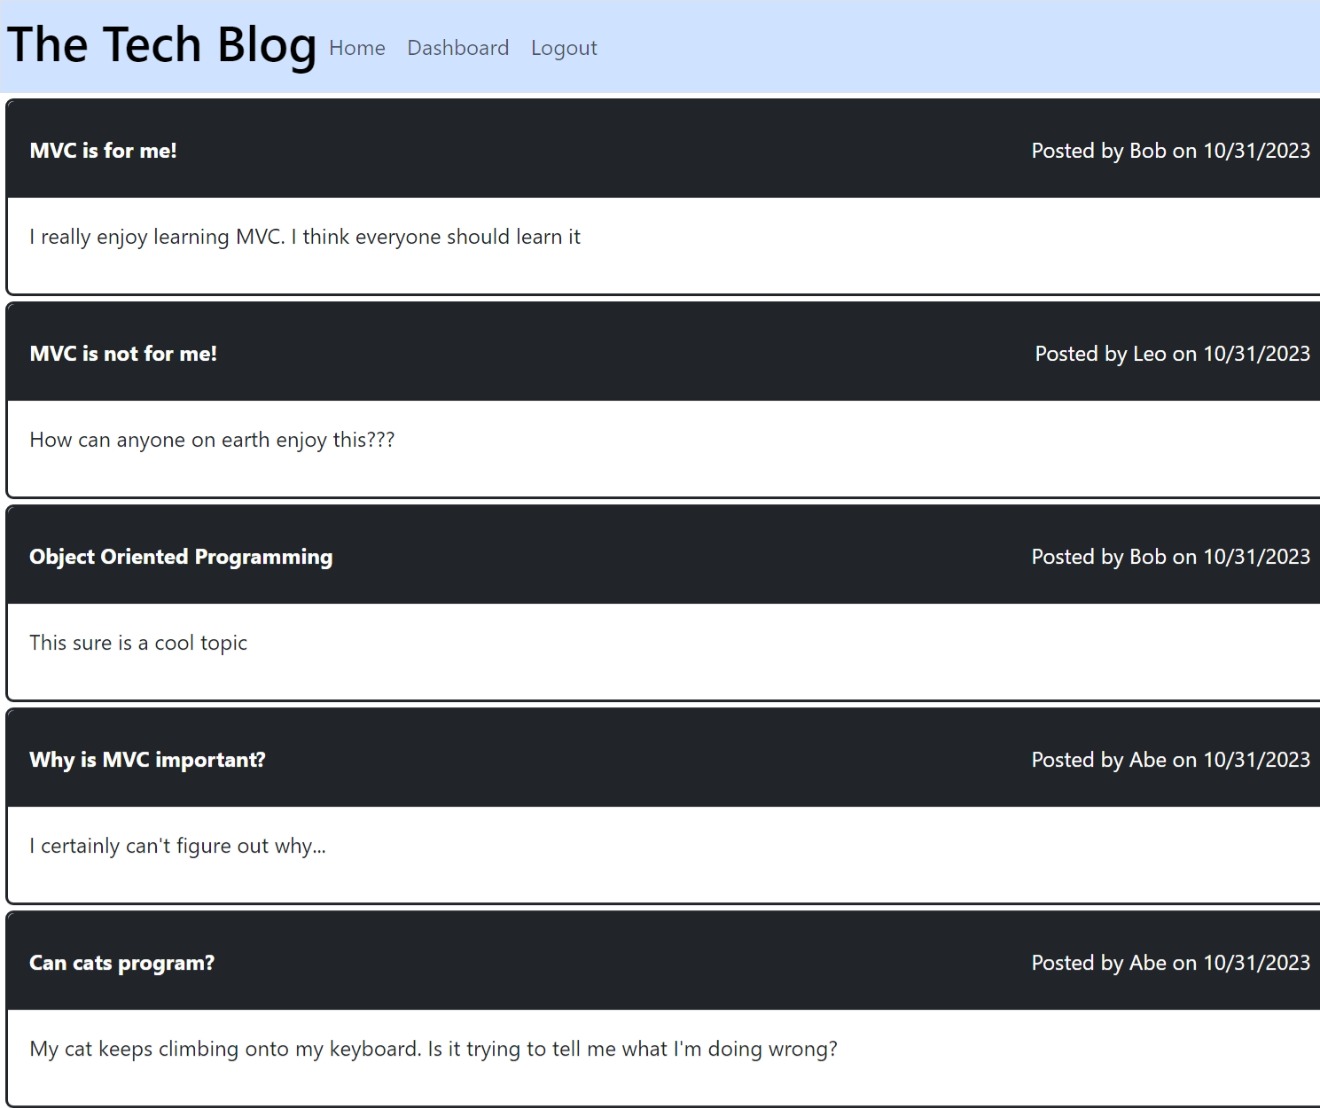 The Tech Blog Home Dashboard Logout
MVC is for me! Posted by Bob on 10/31/2023
I really enjoy learning MVC. I think everyone should learn it
MVC is not for me! Posted by Leo on 10/31/2023
How can anyone on earth enjoy this???
Object Oriented Programming Posted by Bob on 10/31/2023
This sure is a cool topic
Why is MVC important? Posted by Abe on 10/31/2023
I certainly can't figure out why...
Can cats program? Posted by Abe on 10/31/2023
My cat keeps climbing onto my keyboard. Is it trying to tell me what I'm doing wrong?